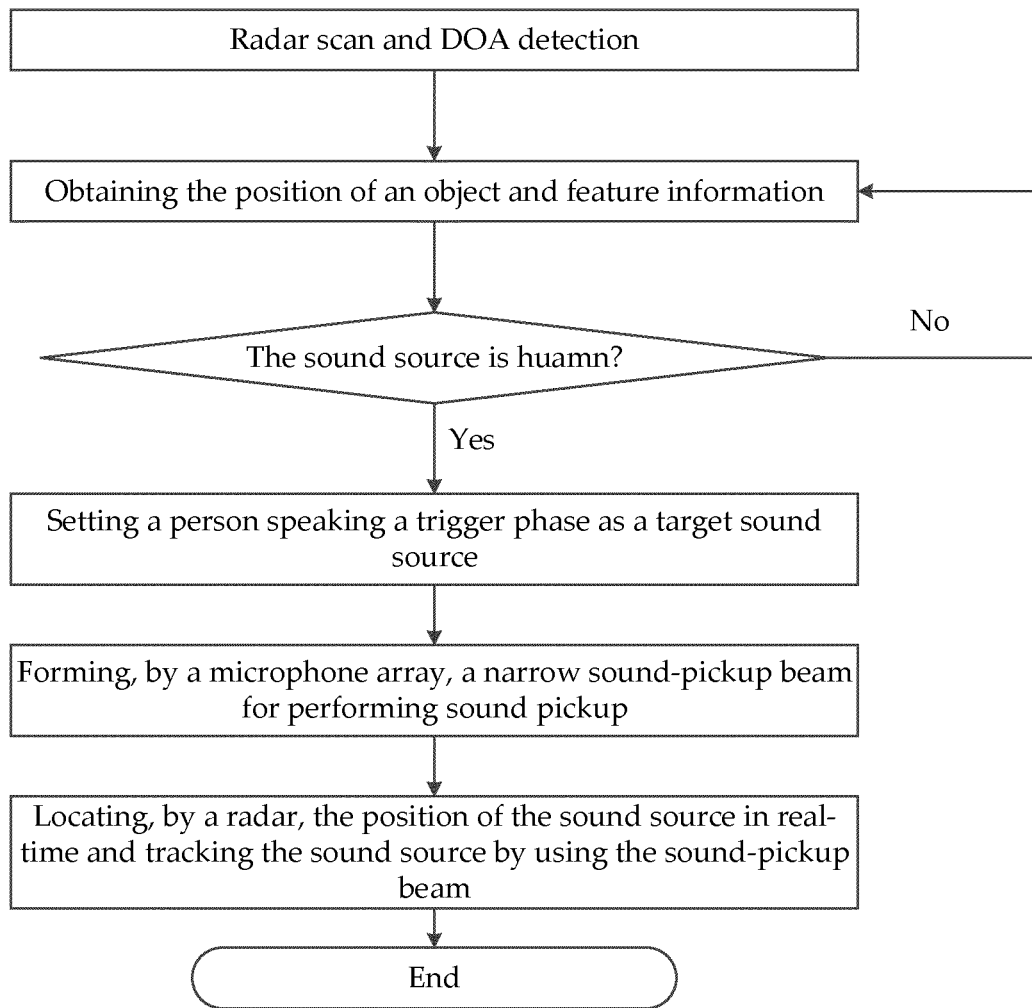 Radar scan and DOA detection
Obtaining the position of an object and feature information
The sound source is huamn?
No
Yes
Setting a person speaking a trigger phase as a target sound
source
Forming, by a microphone array, a narrow sound-pickup beam
for performing sound pickup
Locating, by a radar, the position of the sound source in real-
time and tracking the sound source by using the sound-pickup
beam
End